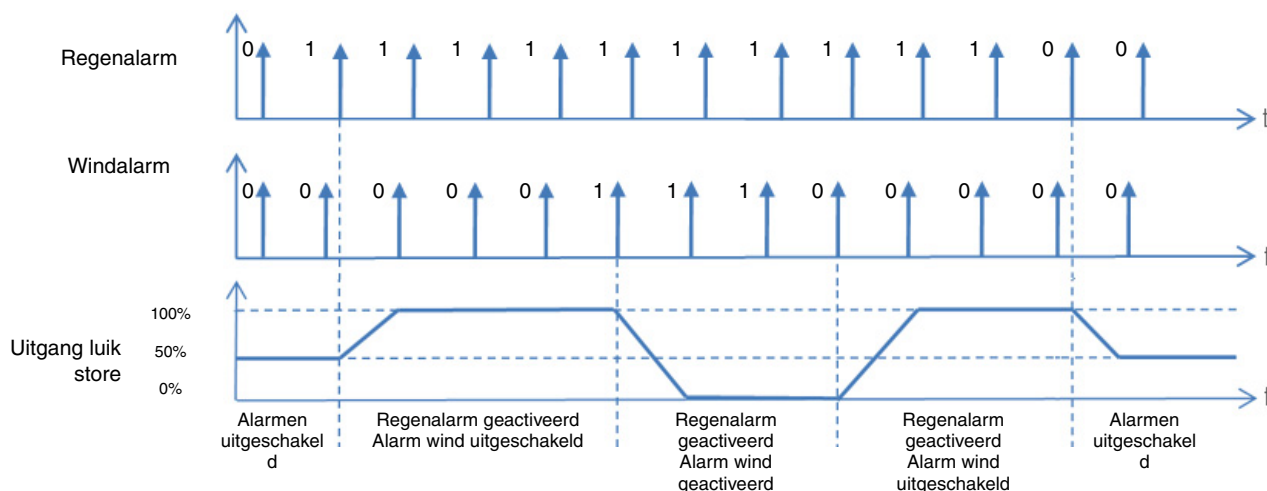 Regenalarm
0 1 1 1 1 1 1 1 1 1 1 0 0
t
Windalarm
0 0 0 0 0 1 1 1 0 0 0 0 0
t
Uitgang luik
store
100%
50%
0%
t
Alarmen
uitgeschakel
d
Regenalarm geactiveerd
Alarm wind uitgeschakeld
Regenalarm
geactiveerd
Alarm wind
geactiveerd
Regenalarm
geactiveerd
Alarm wind
uitgeschakeld
Alarmen
uitgeschakel
d